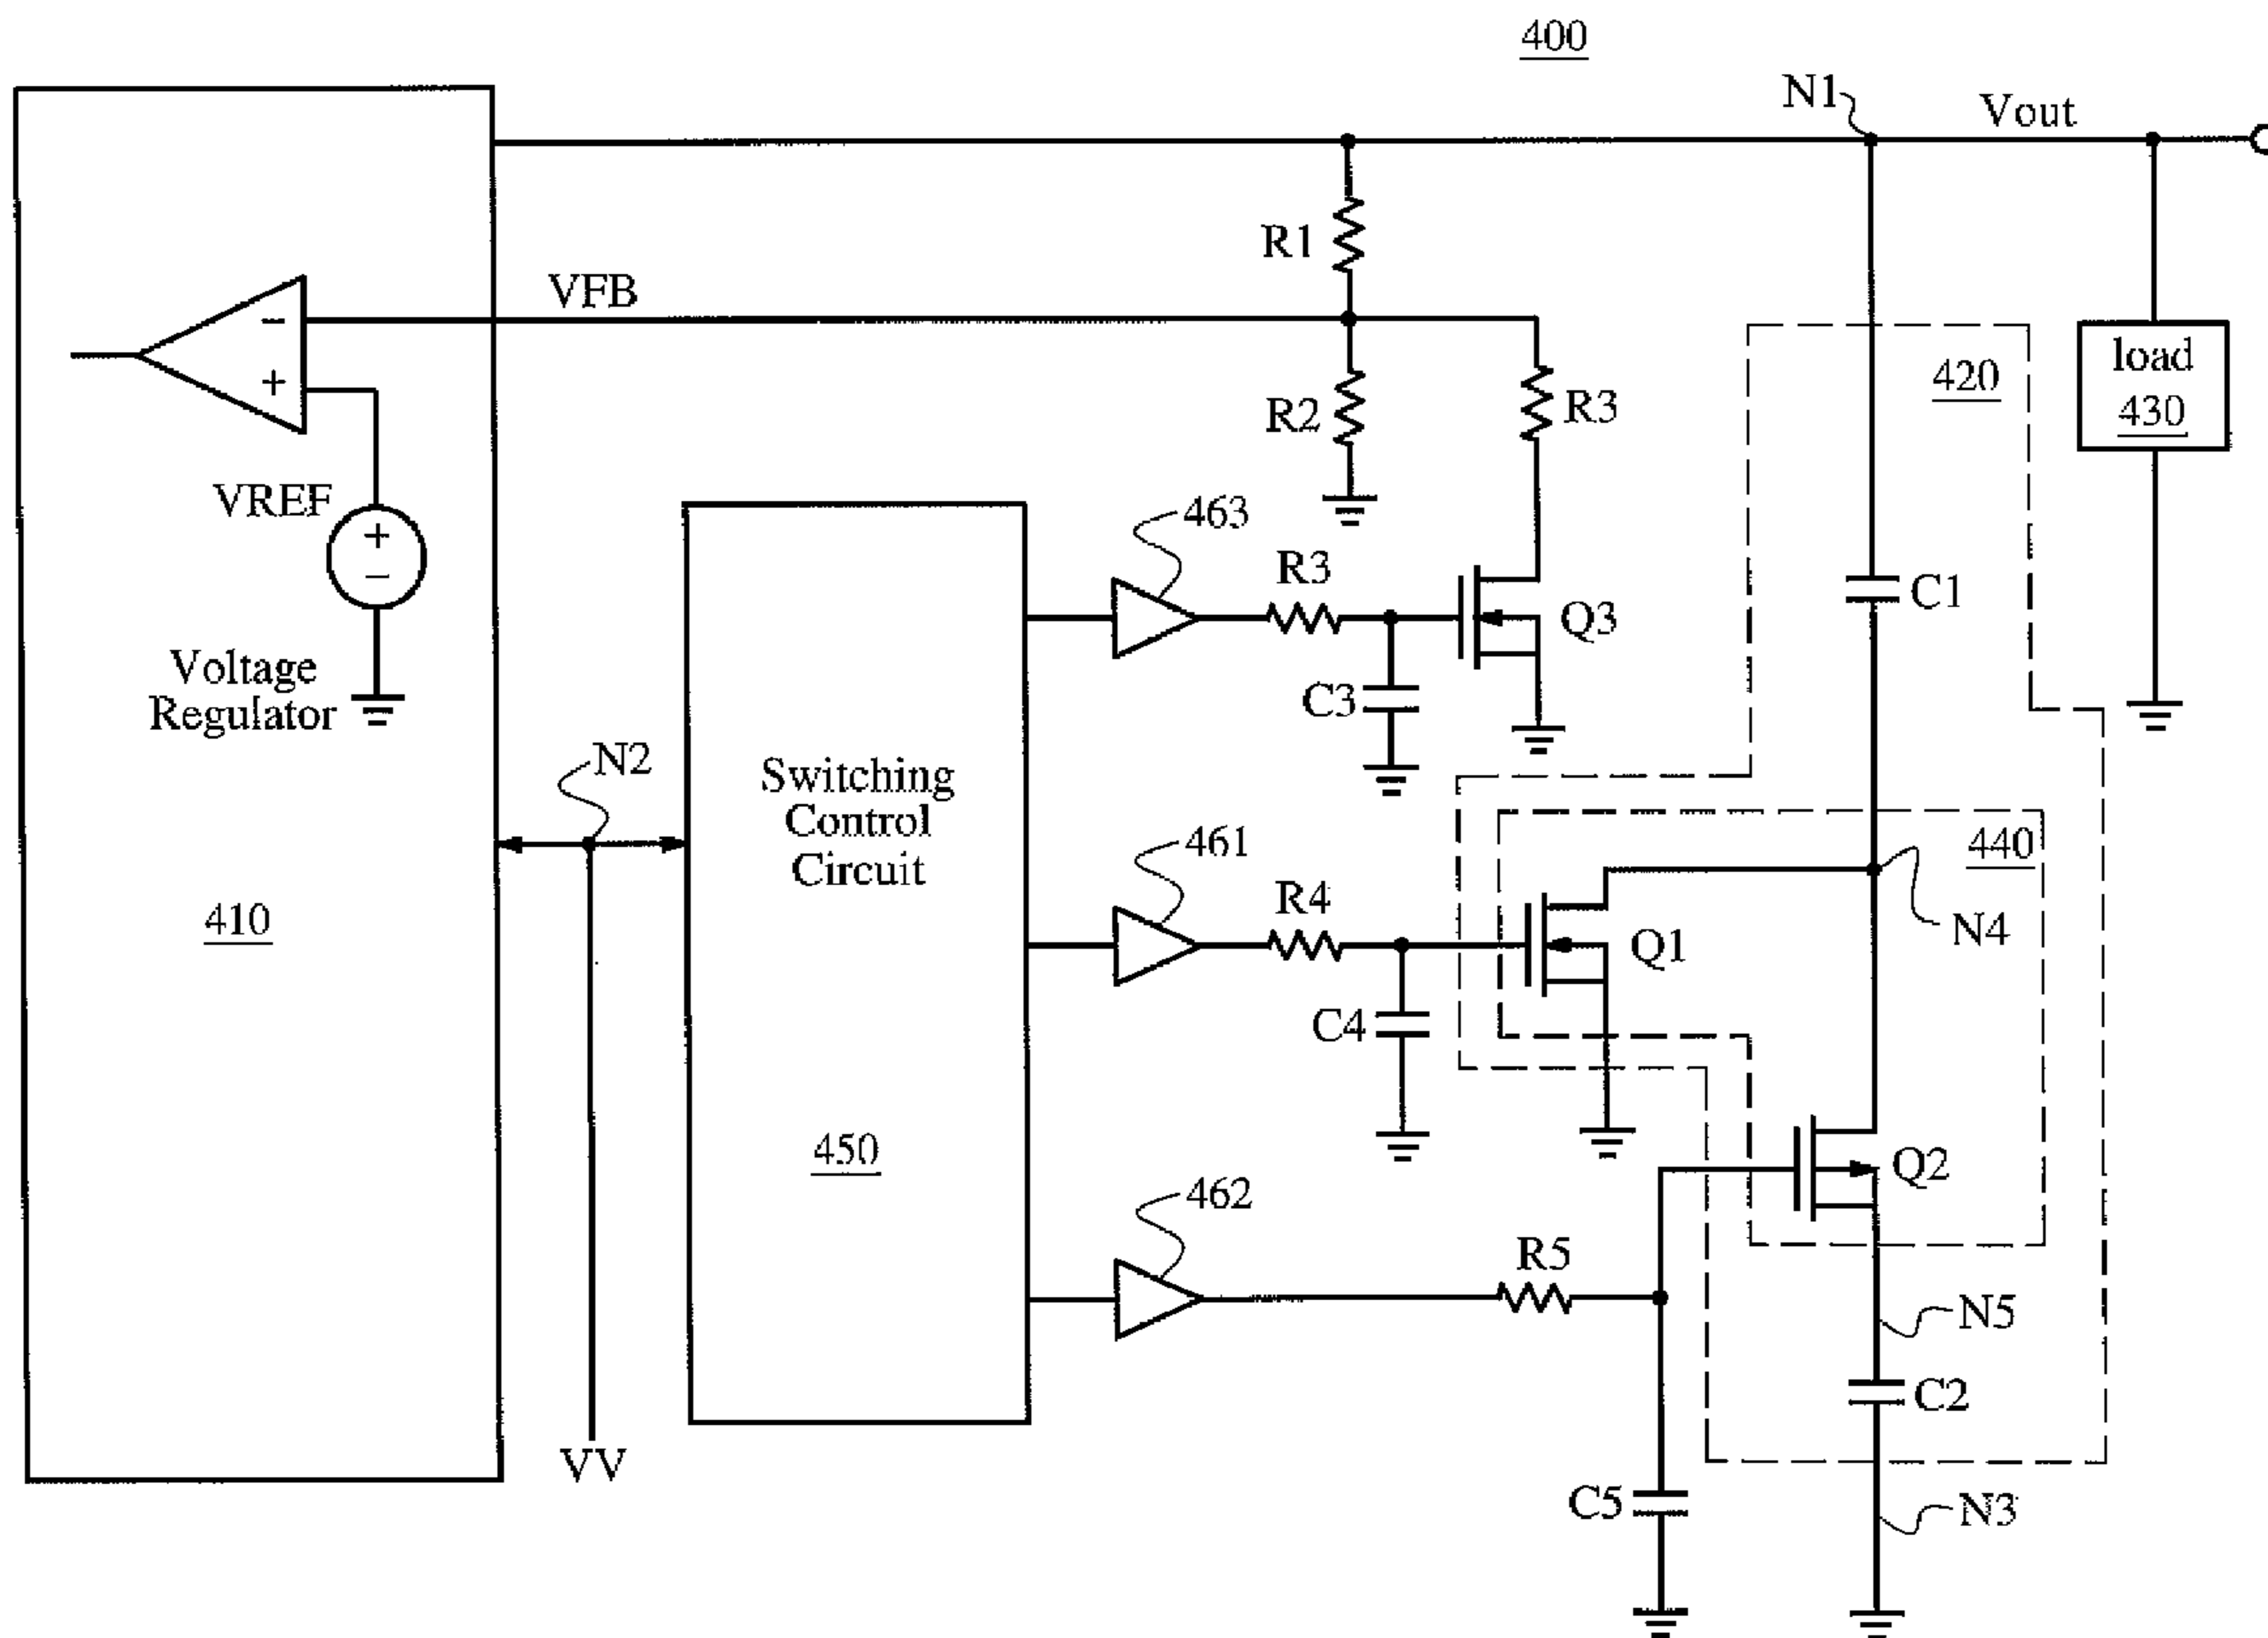 400
N1
Vout
R1
VFB
−
+
420
load
430
R2
R3
VREF
+
−
463
R3
C1
Q3
Voltage
Regulator
C3
N2
Switching
Control
Circuit
461
440
R4
410
Q1
N4
C4
450
462
Q2
R5
N5
C2
VV
C5
N3